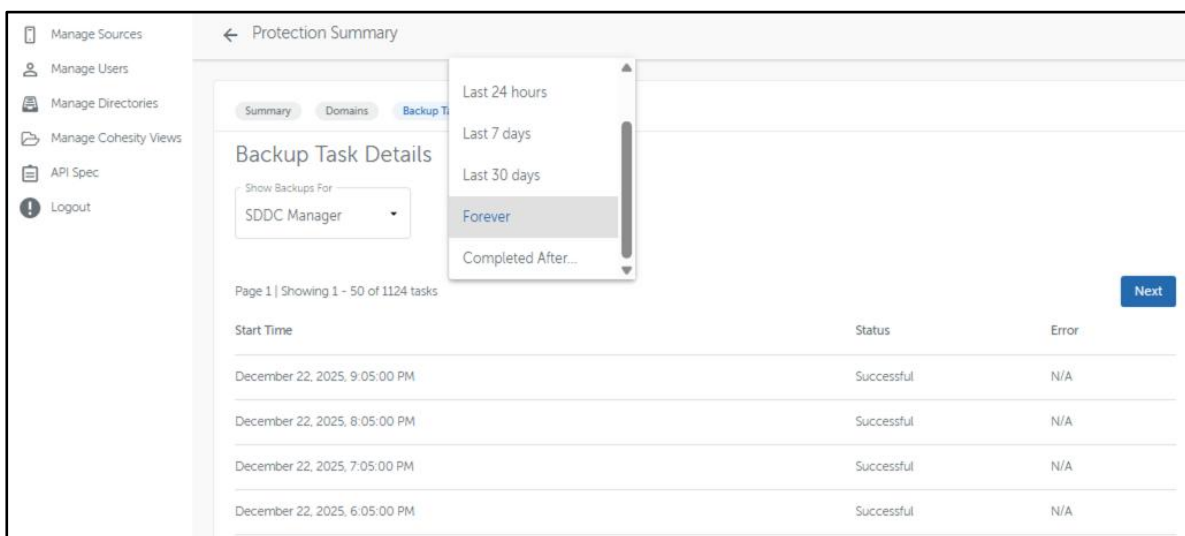 Manage Sources
Manage Users
Manage Directories
Manage Cohesity Views
API Spec
Logout
Protection Summary
Summary Domains Backup Ta
Backup Task Details
Show Backups For
SDDC Manager
Last 24 hours
Last 7 days
Last 30 days
Forever
Completed After...
Page 1 | Showing 1 - 50 of 1124 tasks
Next
Start Time Status Error
December 22, 2025, 9:05:00 PM Successful N/A
December 22, 2025, 8:05:00 PM Successful N/A
December 22, 2025, 7:05:00 PM Successful N/A
December 22, 2025, 6:05:00 PM Successful N/A